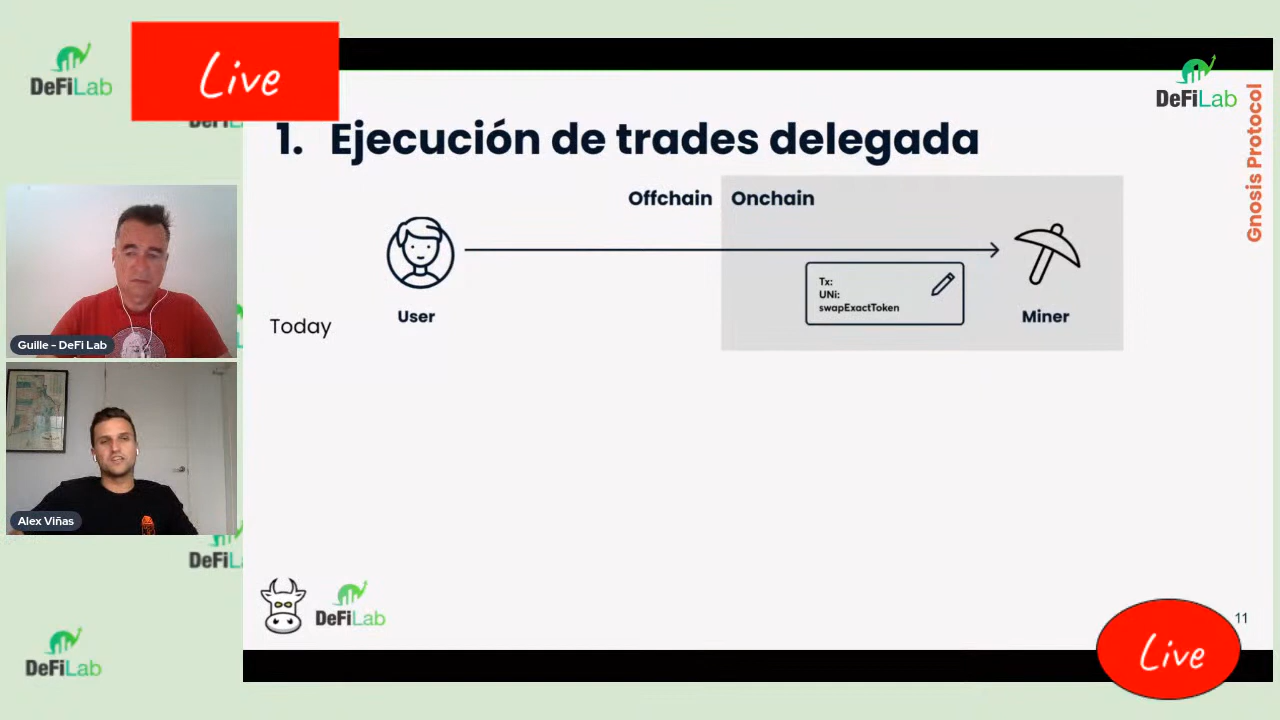 DeFiLab
Live
DeFiLab
DeFiLab
Gnosis Protocol
1. Ejecución de trades delegada
Offchain
Onchain
Tx:
UNi:
swapExactToken
User
Miner
Today
Guille - DeFi Lab
Alex Viñas
DeFiL
DeFiLab
DeFiLab
11
Live